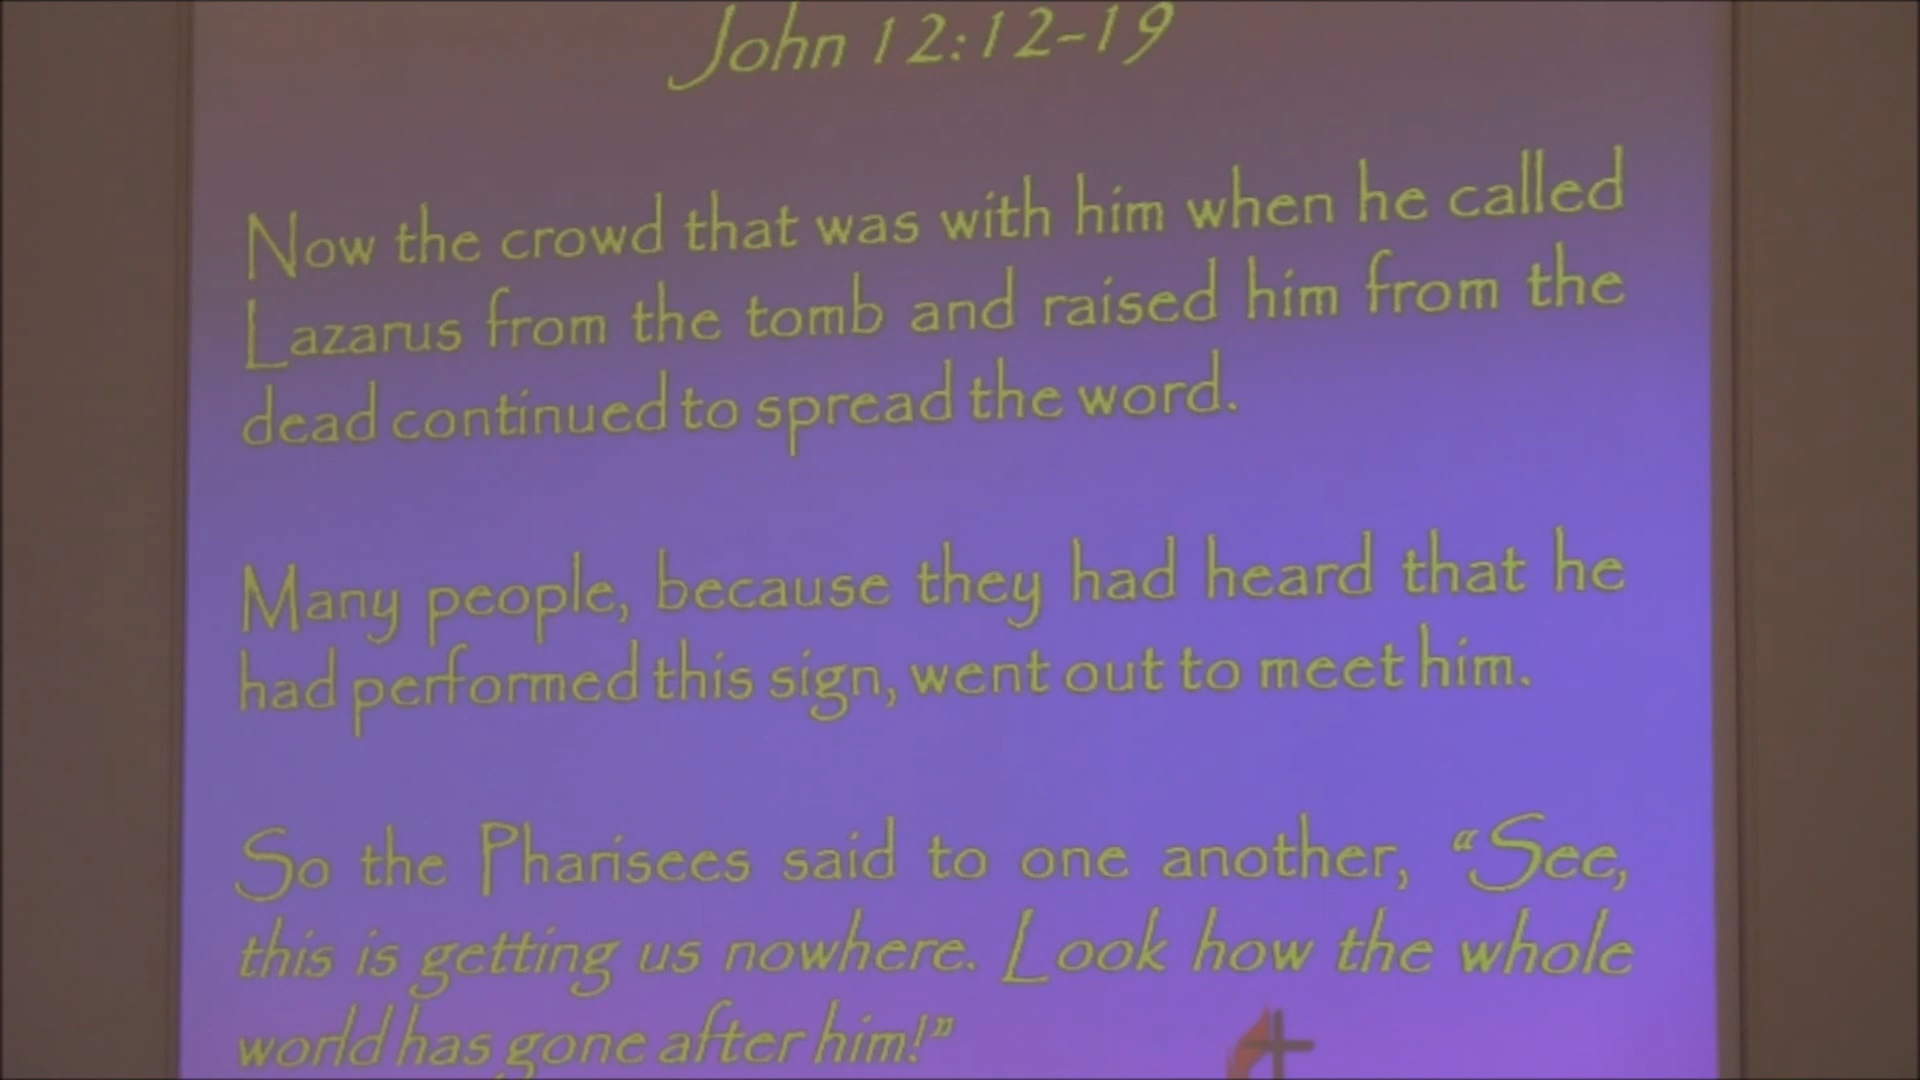 John 12:12-19
Now the crowd that was with him when he called
Lazarus from the tomb and raised him from the
dead continued to spread the word.
Many people, because they had heard that he
had performed this sign, went out to meet him.
So the Pharisees said to one another, “See,
this is getting us nowhere. Look how the whole
world has gone after him!”